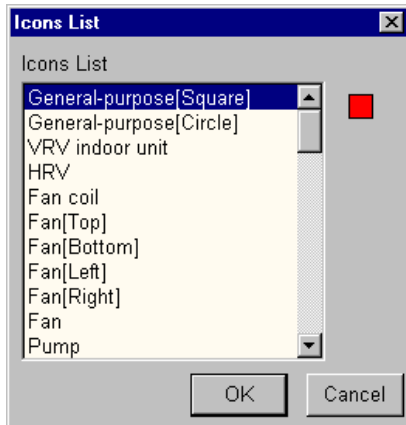 Icons List
Icons List
General-purpose[Square]
General-purpose[Circle]
VRV indoor unit
HRV
Fan coil
Fan[Top]
Fan[Bottom]
Fan[Left]
Fan[Right]
Fan
Pump
OK
Cancel